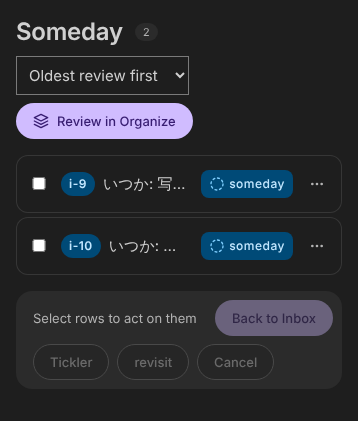 Someday 2
Oldest review first
Review in Organize
i-9 いつか: 写... someday
i-10 いつか: ... someday
Select rows to act on them Back to Inbox
Tickler revisit Cancel